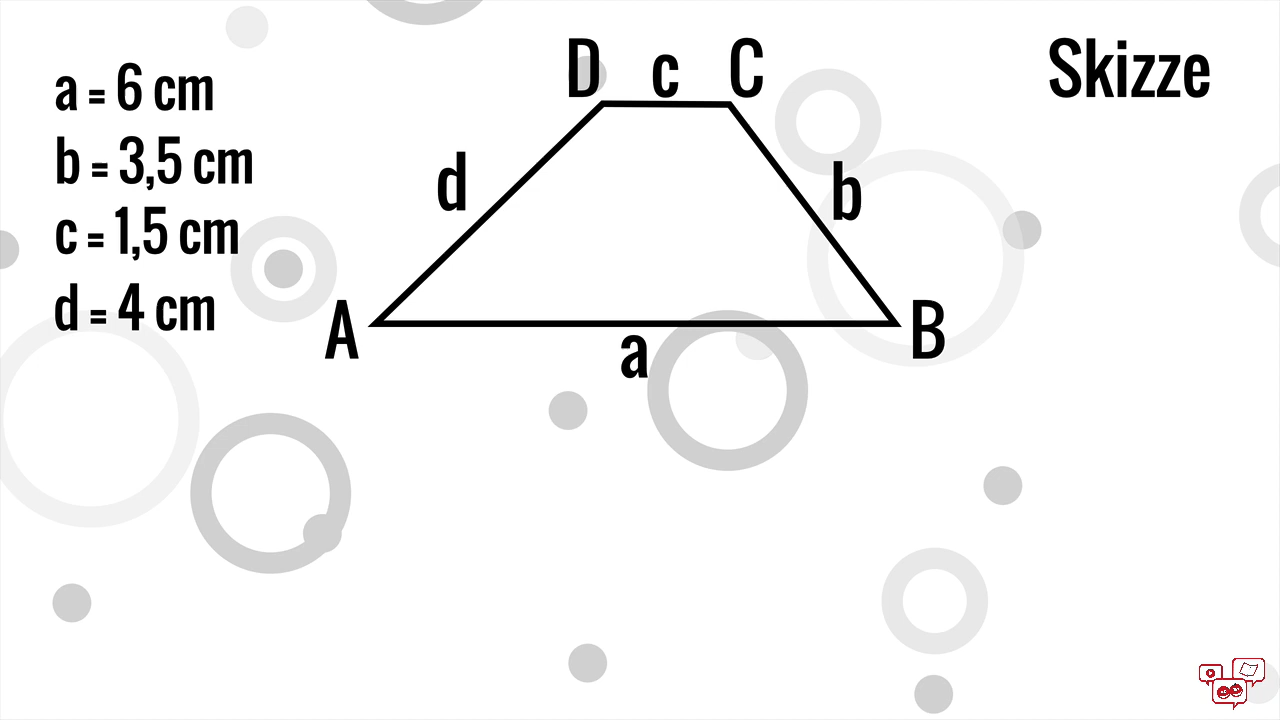 a = 6 cm
b = 3,5 cm
c = 1,5 cm
d = 4 cm
D c C
Skizze
d
b
A
B
a